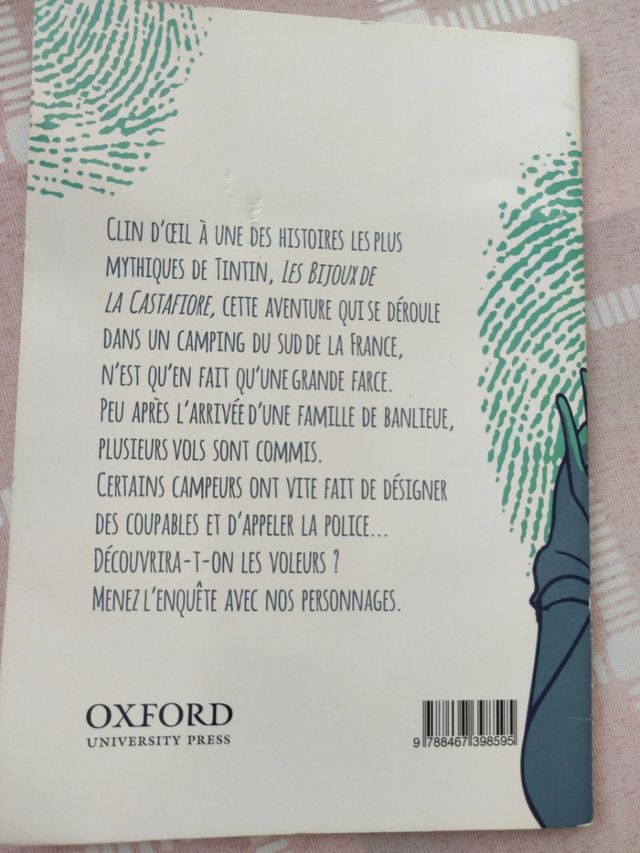 CLIN D'ŒIL À UNE DES HISTOIRES LES PLUS
MYTHIQUES DE TINTIN, LES BIJOUX DE
LA CASTAFIORE, CETTE AVENTURE QUI SE DÉROULE
DANS UN CAMPING DU SUD DE LA FRANCE,
N'EST QU'EN FAIT QU'UNE GRANDE FARCE.
PEU APRÈS L'ARRIVÉE D'UNE FAMILLE DE BANLIEUE,
PLUSIEURS VOLS SONT COMMIS.
CERTAINS CAMPEURS ONT VITE FAIT DE DÉSIGNER
DES COUPABLES ET D'APPELER LA POLICE...
DÉCOUVRIRA-T-ON LES VOLEURS ?
MENEZ L'ENQUÊTE AVEC NOS PERSONNAGES.
OXFORD
UNIVERSITY PRESS
9 788467 398595